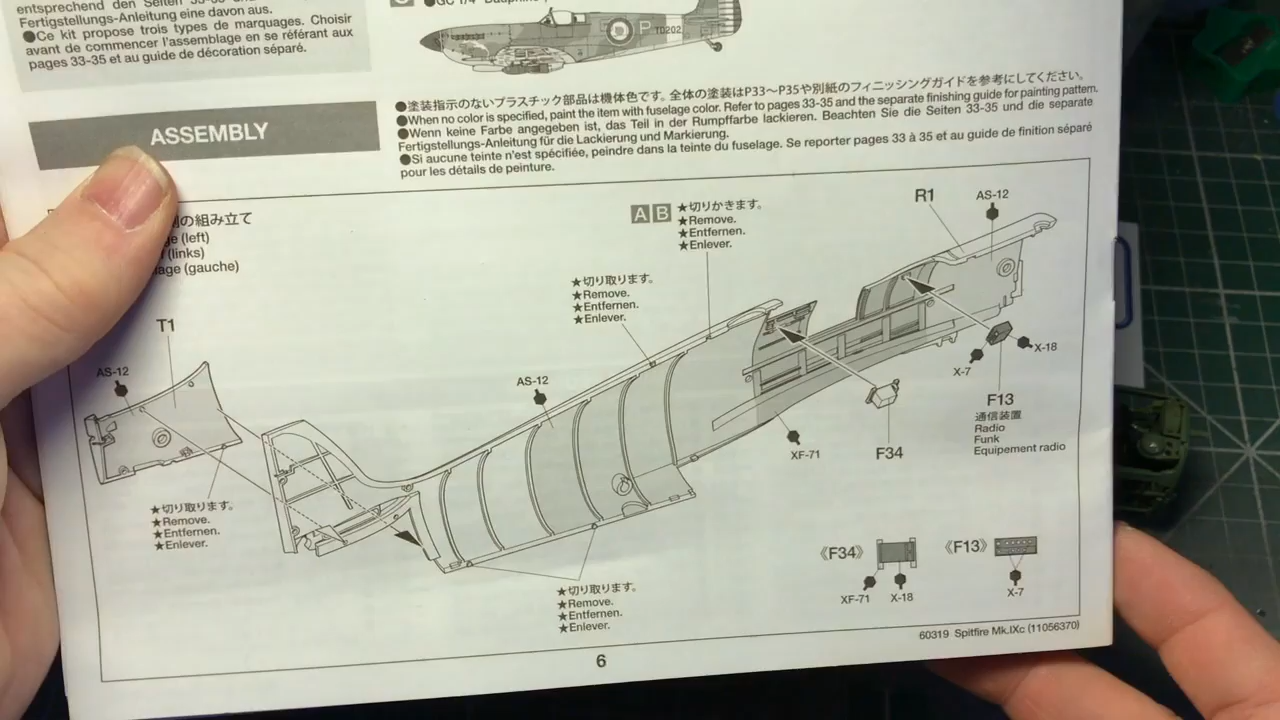 entsprechend den Seiten 33-35 und
Fertigstellungs-Anleitung eine davon aus.
●Ce kit propose trois types de marquages. Choisir
avant de commencer l'assemblage en se référant aux
pages 33-35 et au guide de décoration séparé.
TD202
ASSEMBLY
●塗装指示のないプラスチック部品は機体色です。全体の塗装はP33〜P35や別紙のフィニッシングガイドを参考にしてください。
●When no color is specified, paint the item with fuselage color. Refer to pages 33-35 and the separate finishing guide for painting pattern.
●Wenn keine Farbe angegeben ist, das Teil in der Rumpffarbe lackieren. Beachten Sie die Seiten 33-35 und die separate
Fertigstellungs-Anleitung für die Lackierung und Markierung.
●Si aucune teinte n'est spécifiée, peindre dans la teinte du fuselage. Se reporter pages 33 à 35 et au guide de finition séparé
pour les détails de peinture.
の組み立て
(left)
(links)
(gauche)
A B
★切りかきます。
★Remove.
★Entfernen.
★Enlever.
R1
AS-12
★切り取ります。
★Remove.
★Entfernen.
★Enlever.
T1
AS-12
AS-12
X-18
X-7
F13
通信装置
Radio
Funk
Equipement radio
XF-71
F34
★切り取ります。
★Remove.
★Entfernen.
★Enlever.
《F34》
XF-71
X-18
《F13》
X-7
★切り取ります。
★Remove.
★Entfernen.
★Enlever.
60319 Spitfire Mk.IXc (11056370)
6